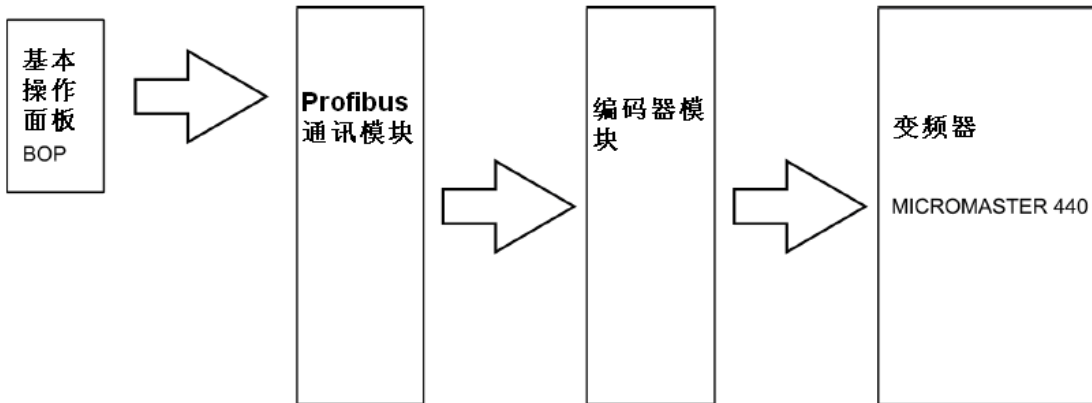 基本
操作
面板
BOP
Profibus
通讯模块
编码器模
块
变频器
MICROMASTER 440